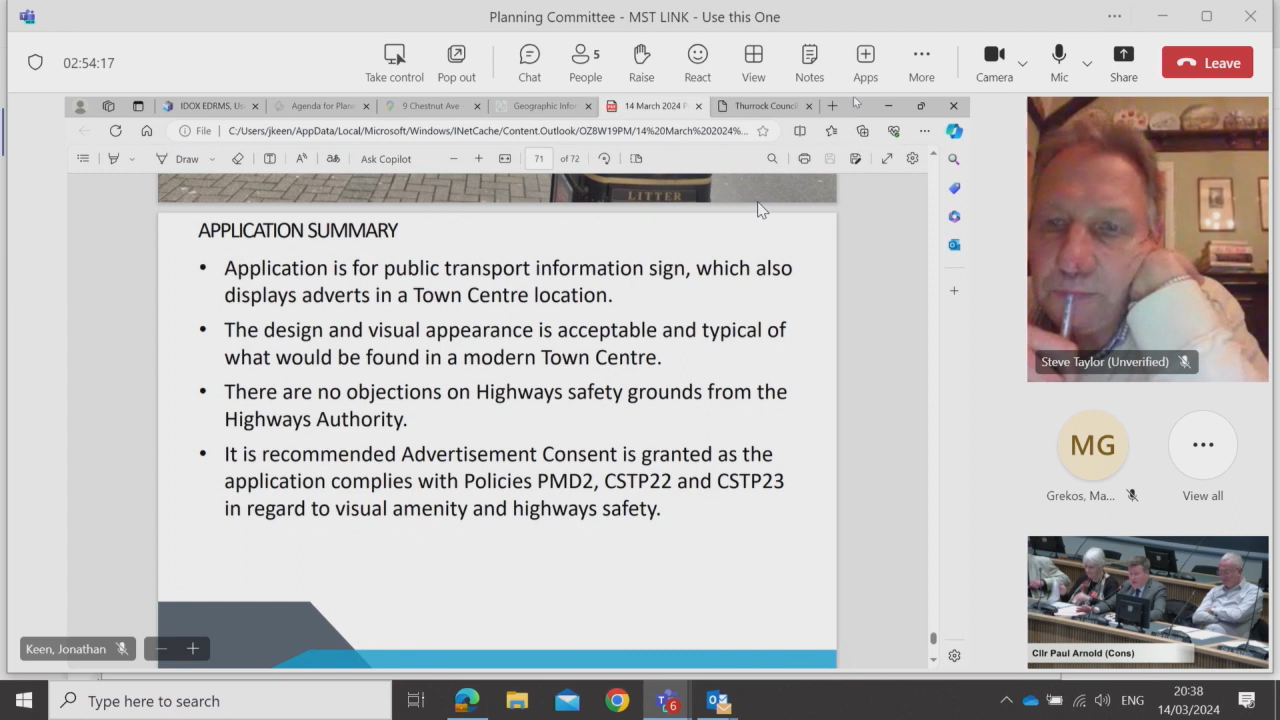 Planning Committee - MST LINK - Use this One
02:54:17
Take control
Pop out
Chat
5
People
Raise
React
View
Notes
Apps
More
Camera
Mic
Share
Leave
IDOX EDRMS, Us
Agenda for Plan
9 Chestnut Ave
Geographic Infor
14 March 2024 P
Thurrock Council
File
C:/Users/jkeen/AppData/Local/Microsoft/Windows/INetCache/Content.Outlook/OZ8W19PM/14%20March%202024%...
Draw
Ask Copilot
71
of 72
LITTER
APPLICATION SUMMARY
• Application is for public transport information sign, which also
displays adverts in a Town Centre location.
• The design and visual appearance is acceptable and typical of
what would be found in a modern Town Centre.
• There are no objections on Highways safety grounds from the
Highways Authority.
• It is recommended Advertisement Consent is granted as the
application complies with Policies PMD2, CSTP22 and CSTP23
in regard to visual amenity and highways safety.
Keen, Jonathan
Steve Taylor (Unverified)
MG
Grekos, Ma...
View all
Cllr Paul Arnold (Cons)
Type here to search
6
ENG
20:38
14/03/2024